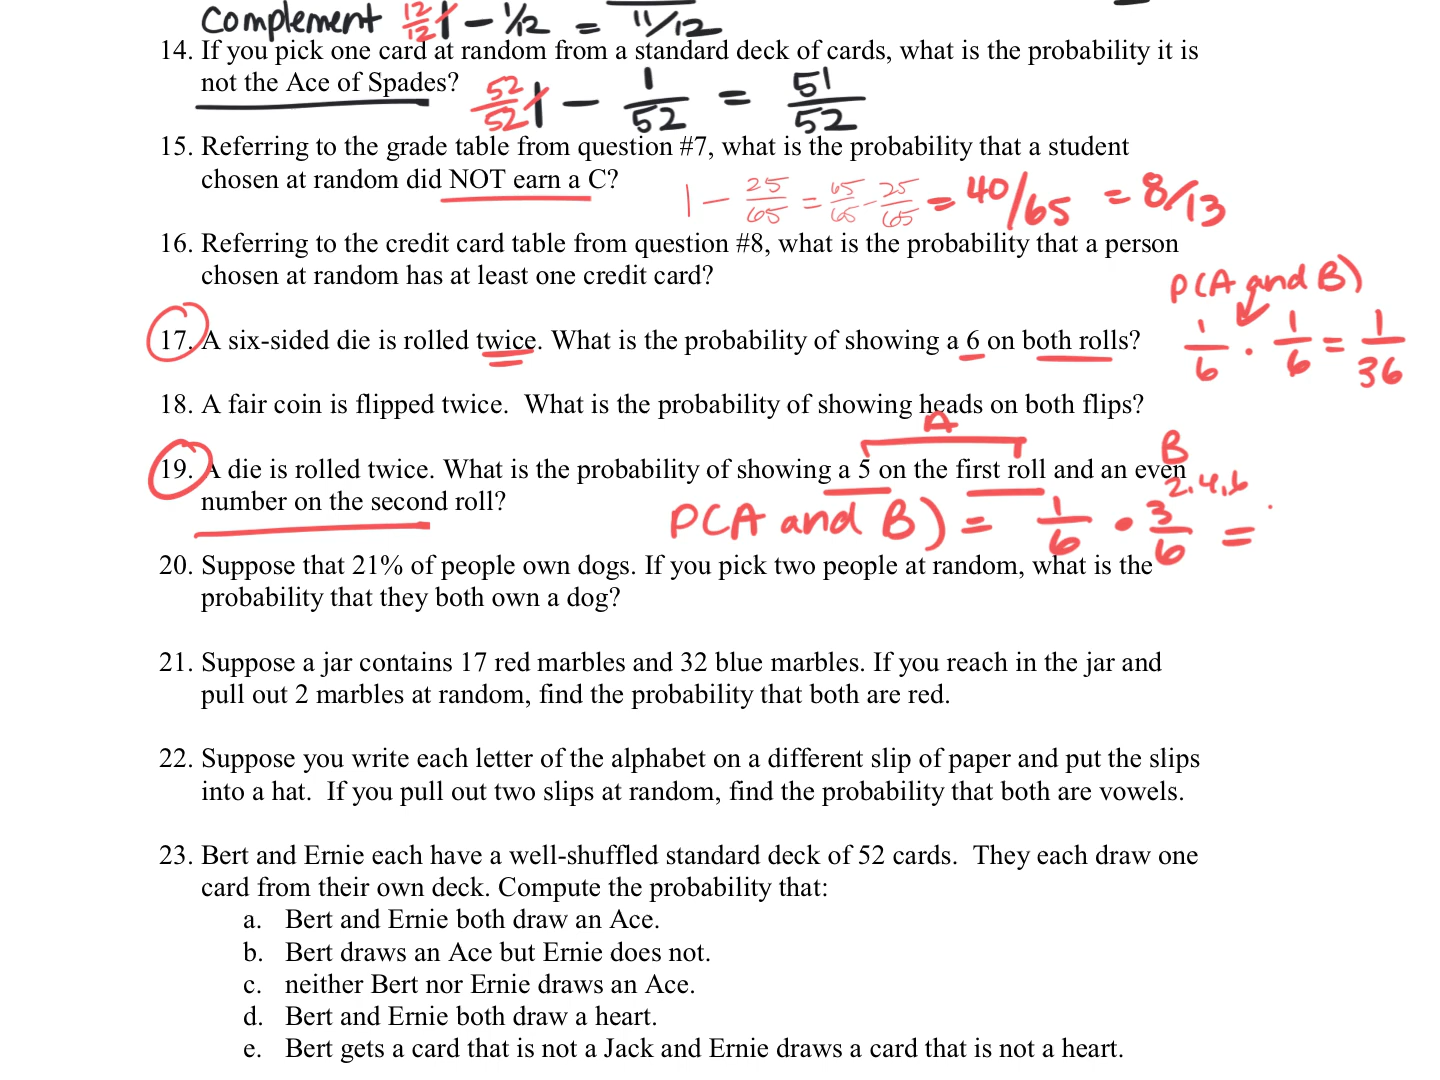 Complement 12/12 1 - 1/12 = 11/12
14. If you pick one card at random from a standard deck of cards, what is the probability it is
not the Ace of Spades? 52/52 1 - 1/52 = 51/52
15. Referring to the grade table from question #7, what is the probability that a student
chosen at random did NOT earn a C? 1 - 25/65 = 65/65 - 25/65 = 40/65 = 8/13
16. Referring to the credit card table from question #8, what is the probability that a person
chosen at random has at least one credit card?
P(A and B)
17. A six-sided die is rolled twice. What is the probability of showing a 6 on both rolls? 1/6 · 1/6 = 1/36
18. A fair coin is flipped twice. What is the probability of showing heads on both flips?
A
B
19. A die is rolled twice. What is the probability of showing a 5 on the first roll and an even
2,4,6
number on the second roll? P(A and B) = 1/6 · 3/6 =
20. Suppose that 21% of people own dogs. If you pick two people at random, what is the
probability that they both own a dog?
21. Suppose a jar contains 17 red marbles and 32 blue marbles. If you reach in the jar and
pull out 2 marbles at random, find the probability that both are red.
22. Suppose you write each letter of the alphabet on a different slip of paper and put the slips
into a hat. If you pull out two slips at random, find the probability that both are vowels.
23. Bert and Ernie each have a well-shuffled standard deck of 52 cards. They each draw one
card from their own deck. Compute the probability that:
a. Bert and Ernie both draw an Ace.
b. Bert draws an Ace but Ernie does not.
c. neither Bert nor Ernie draws an Ace.
d. Bert and Ernie both draw a heart.
e. Bert gets a card that is not a Jack and Ernie draws a card that is not a heart.